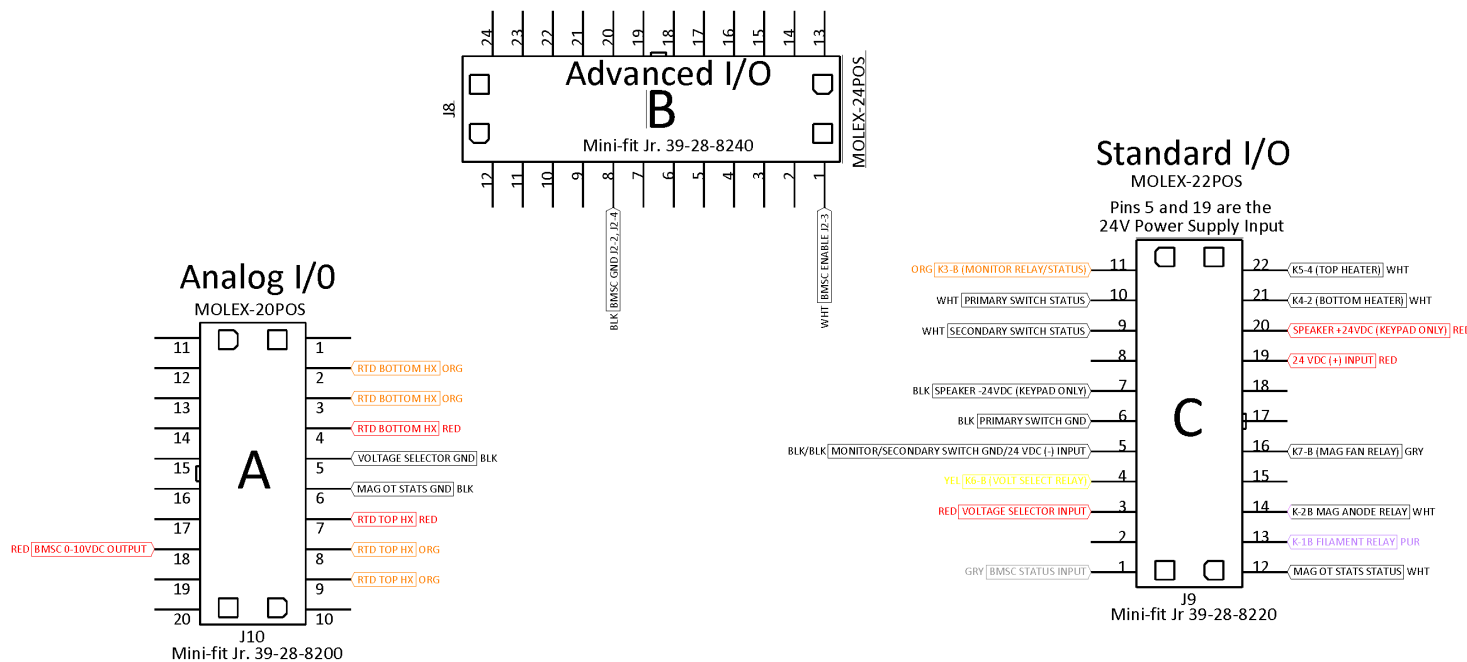 24 23 22 21 20 19 18 17 16 15 14 13
Advanced I/O
B
Mini-fit Jr. 39-28-8240
J8
MOLEX-24POS
12 11 10 9 8 7 6 5 4 3 2 1
BLK BMSC GND J2-2, J2-4
WHT BMSC ENABLE J2-3
Analog I/0
MOLEX-20POS
11 1
12 2 RTD BOTTOM HX ORG
13 3 RTD BOTTOM HX ORG
14 4 RTD BOTTOM HX RED
15 5 VOLTAGE SELECTOR GND BLK
A
16 6 MAG OT STATS GND BLK
17 7 RTD TOP HX RED
RED BMSC 0-10VDC OUTPUT 18 8 RTD TOP HX ORG
19 9 RTD TOP HX ORG
20 10
J10
Mini-fit Jr. 39-28-8200
Standard I/O
MOLEX-22POS
Pins 5 and 19 are the
24V Power Supply Input
ORG K3-B (MONITOR RELAY/STATUS) 11 22 K5-4 (TOP HEATER) WHT
WHT PRIMARY SWITCH STATUS 10 21 K4-2 (BOTTOM HEATER) WHT
WHT SECONDARY SWITCH STATUS 9 20 SPEAKER +24VDC (KEYPAD ONLY) REI
8 19 24 VDC (+) INPUT RED
BLK SPEAKER -24VDC (KEYPAD ONLY) 7 18
C
BLK PRIMARY SWITCH GND 6 17
BLK/BLK MONITOR/SECONDARY SWITCH GND/24 VDC (-) INPUT 5 16 K7-B (MAG FAN RELAY) GRY
YEL K6-B (VOLT SELECT RELAY) 4 15
RED VOLTAGE SELECTOR INPUT 3 14 K-2B MAG ANODE RELAY WHT
2 13 K-1B FILAMENT RELAY PUR
GRY BMSC STATUS INPUT 1 12 MAG OT STATS STATUS WHT
J9
Mini-fit Jr 39-28-8220